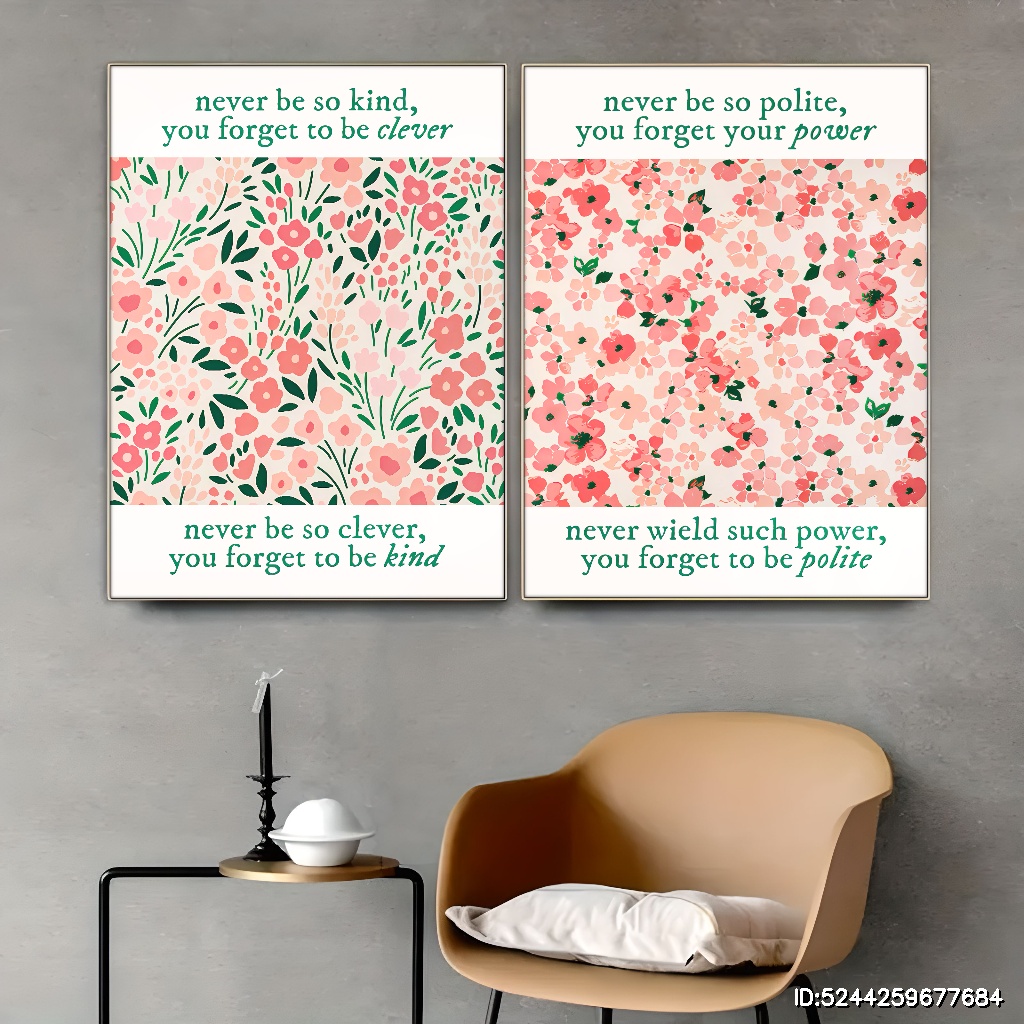 never be so kind,
you forget to be clever
never be so clever,
you forget to be kind
never be so polite,
you forget your power
never wield such power,
you forget to be polite
ID:5244259677684